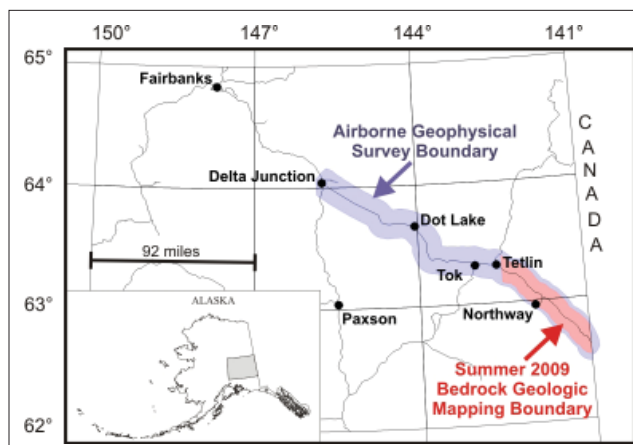 150°
147°
144°
141°
65°
Fairbanks
Airborne Geophysical
Survey Boundary
CANADA
Delta Junction
64°
Dot Lake
92 miles
Tetlin
Tok
63°
ALASKA
Paxson
Northway
Summer 2009
Bedrock Geologic
Mapping Boundary
62°